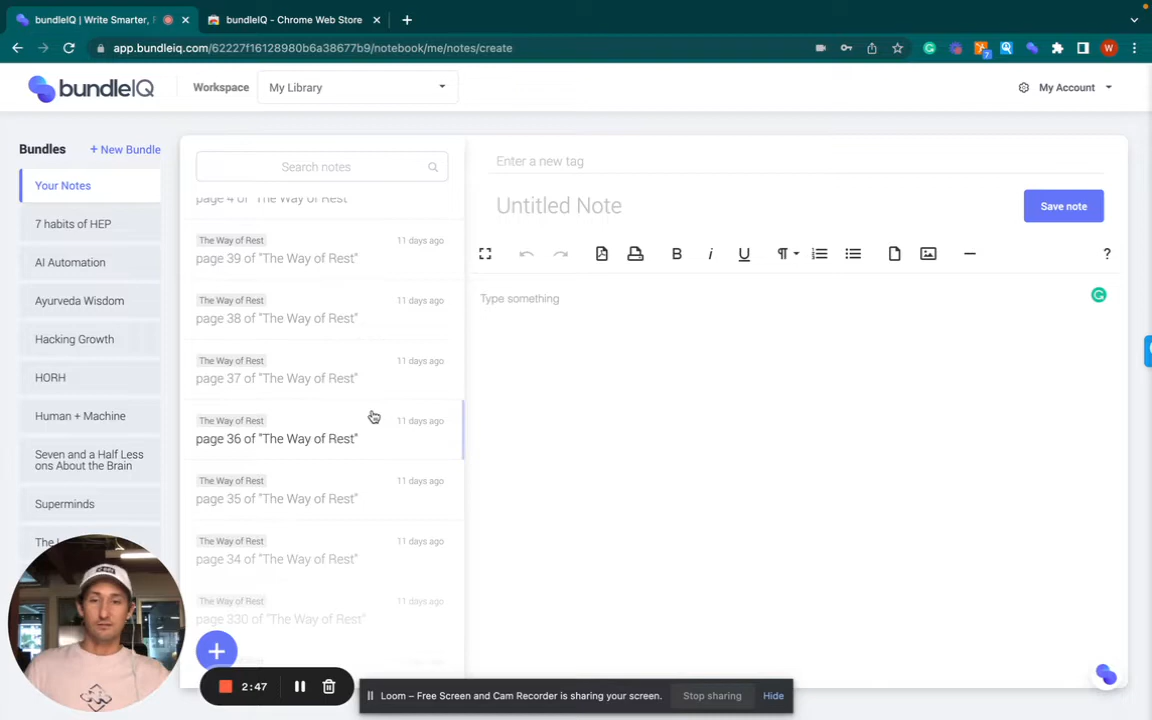 bundleIQ | Write Smarter,
bundleIQ - Chrome Web Store
app.bundleiq.com/62227f16128980b6a38677b9/notebook/me/notes/create
7
W
bundleIQ
Workspace
My Library
My Account
Bundles
+ New Bundle
Your Notes
7 habits of HEP
AI Automation
Ayurveda Wisdom
Hacking Growth
HORH
Human + Machine
Seven and a Half Less
ons About the Brain
Superminds
Search notes
page 4 of "The Way of Rest"
The Way of Rest 11 days ago
page 39 of "The Way of Rest"
The Way of Rest 11 days ago
page 38 of "The Way of Rest"
The Way of Rest 11 days ago
page 37 of "The Way of Rest"
The Way of Rest 11 days ago
page 36 of "The Way of Rest"
The Way of Rest 11 days ago
page 35 of "The Way of Rest"
The Way of Rest 11 days ago
page 34 of "The Way of Rest"
The Way of Rest 11 days ago
page 330 of "The Way of Rest"
Enter a new tag
Untitled Note
Save note
B i U ?
Type something
2:47
Loom – Free Screen and Cam Recorder is sharing your screen.
Stop sharing
Hide